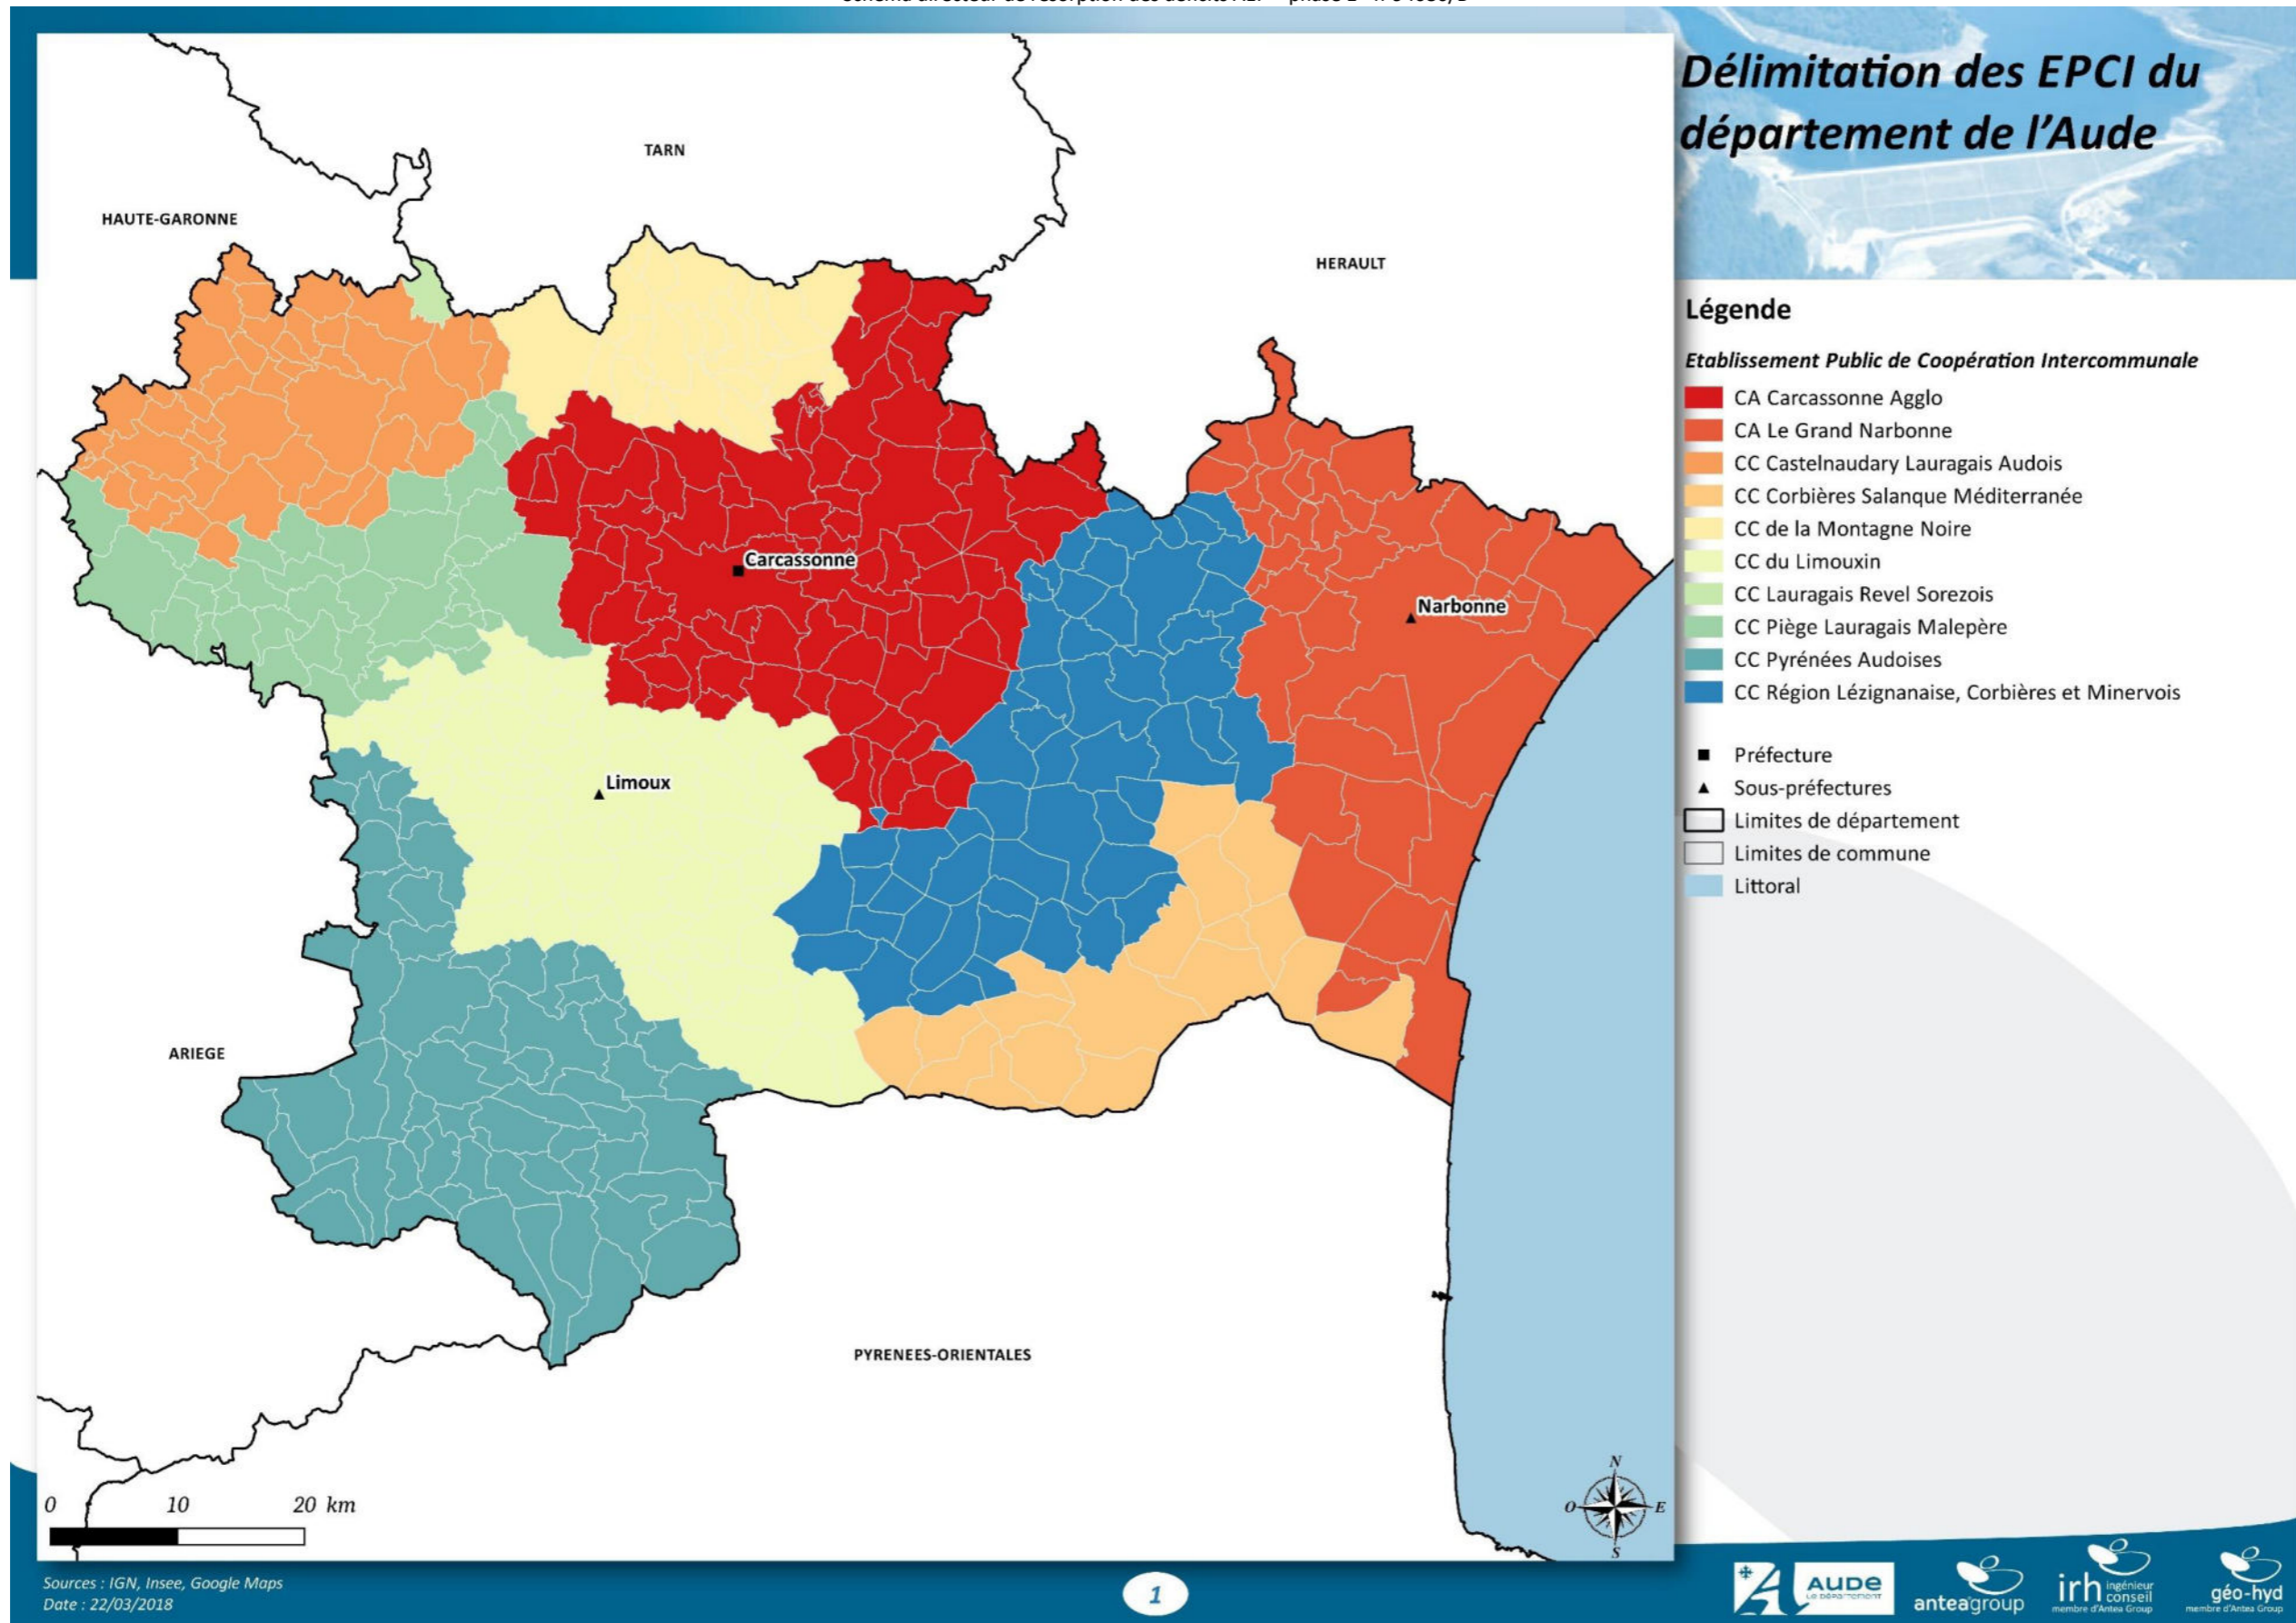 Délimitation des EPCI du
département de l'Aude
TARN
HAUTE-GARONNE
HERAULT
Carcassonne
Narbonne
Limoux
ARIEGE
PYRENEES-ORIENTALES
Légende
Etablissement Public de Coopération Intercommunale
CA Carcassonne Agglo
CA Le Grand Narbonne
CC Castelnaudary Lauragais Audois
CC Corbières Salanque Méditerranée
CC de la Montagne Noire
CC du Limouxin
CC Lauragais Revel Sorezois
CC Piège Lauragais Malepère
CC Pyrénées Audoises
CC Région Lézignanaise, Corbières et Minervois
Préfecture
Sous-préfectures
Limites de département
Limites de commune
Littoral
0 10 20 km
N
O E
S
Sources : IGN, Insee, Google Maps
Date : 22/03/2018
1
AUDE
LE DÉPARTEMENT
anteagroup
irh ingénieur
conseil
membre d'Antea Group
géo-hyd
membre d'Antea Group